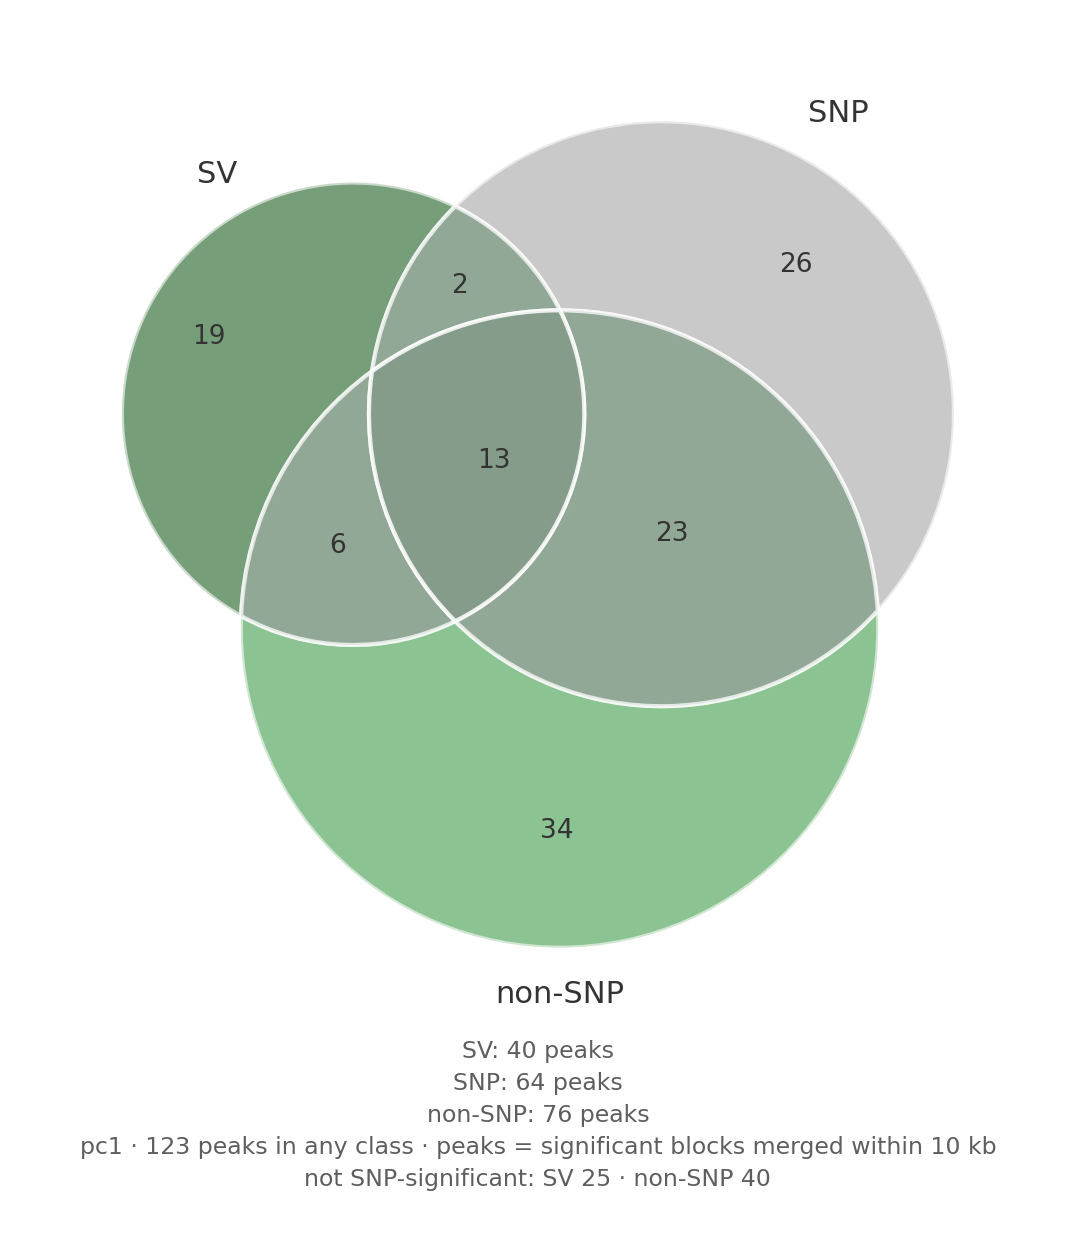 SNP
SV
26
2
19
13
23
6
34
non-SNP
SV: 40 peaks
SNP: 64 peaks
non-SNP: 76 peaks
pc1 · 123 peaks in any class · peaks = significant blocks merged within 10 kb
not SNP-significant: SV 25 · non-SNP 40